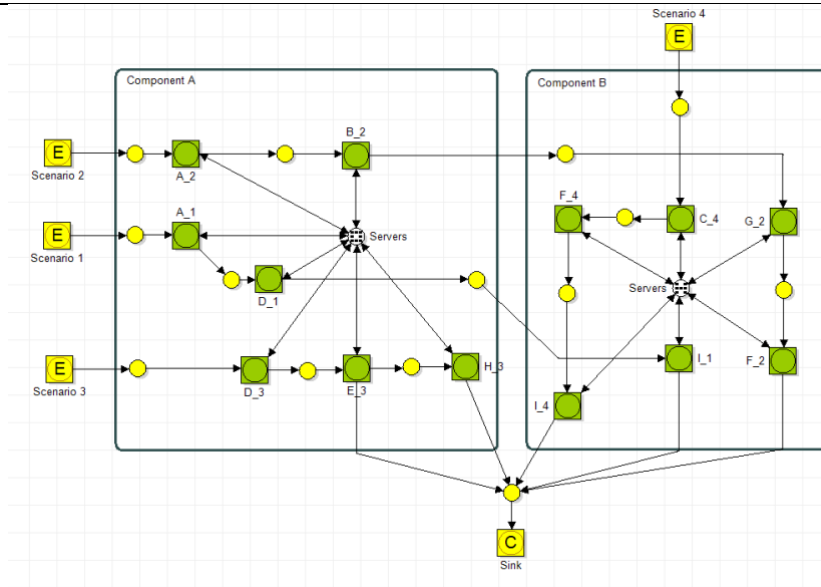 Scenario 4
E
Component A
Component B
B_2
E
Scenario 2
A_2
A_1
F_4
C_4
G_2
E
Scenario 1
Servers
D_1
Servers
E
Scenario 3
D_3
E_3
H_3
I_1
F_2
I_4
C
Sink